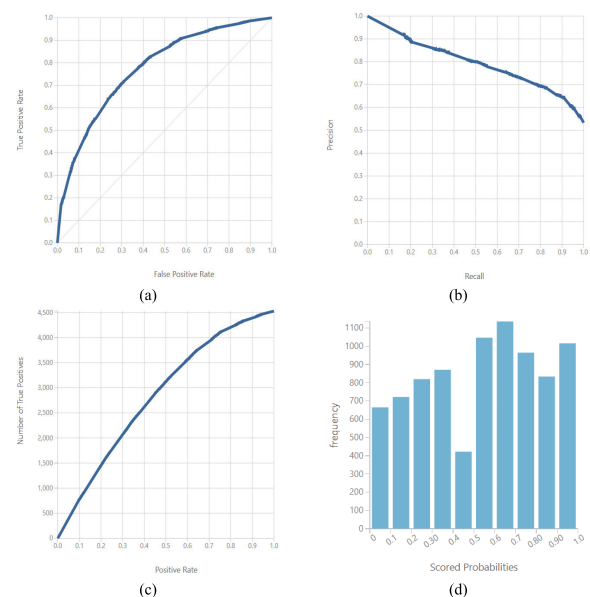 1.0
0.9
0.8
0.7
0.6
0.5
0.4
0.3
0.2
0.1
0.0
True Positive Rate
0.0 0.1 0.2 0.3 0.4 0.5 0.6 0.7 0.8 0.9 1.0
False Positive Rate
(a)
1.0
0.9
0.8
0.7
0.6
0.5
0.4
0.3
0.2
0.1
0.0
Precision
0.0 0.1 0.2 0.3 0.4 0.5 0.6 0.7 0.8 0.9 1.0
Recall
(b)
4,500
4,000
3,500
3,000
2,500
2,000
1,500
1,000
500
0
Number of True Positives
0.0 0.1 0.2 0.3 0.4 0.5 0.6 0.7 0.8 0.9 1.0
Positive Rate
(c)
1100
1000
900
800
700
600
500
400
300
200
100
0
frequency
0 0.1 0.2 0.30 0.4 0.5 0.6 0.7 0.80 0.90 1.0
Scored Probabilities
(d)